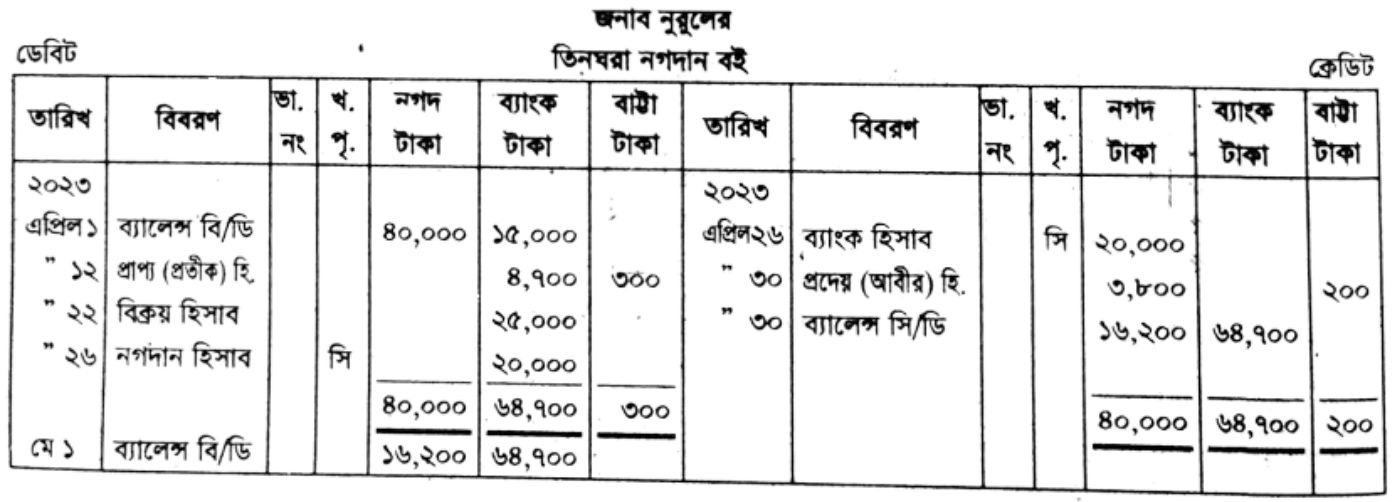 জনাব নুরুলের
ডেবিট তিনঘরা নগদান বই ক্রেডিট
তারিখ বিবরণ ভা. নং খ. পৃ. নগদ টাকা ব্যাংক টাকা বাট্টা টাকা তারিখ বিবরণ ভা. নং খ. পৃ. নগদ টাকা ব্যাংক টাকা বাট্টা টাকা
২০২৩ ২০২৩
এপ্রিল ১ ব্যালেন্স বি/ডি ৪০,০০০ ১৫,০০০ এপ্রিল২৬ ব্যাংক হিসাব সি ২০,০০০
" ১২ প্রাপ্য (প্রতীক) হি. ৪,৭০০ ৩০০ " ৩০ প্রদেয় (আবীর) হি. ৩,৮০০ ২০০
" ২২ বিক্রয় হিসাব ২৫,০০০ " ৩০ ব্যালেন্স সি/ডি ১৬,২০০ ৬৪,৭০০
" ২৬ নগদান হিসাব সি ২০,০০০
৪০,০০০ ৬৪,৭০০ ৩০০ ৪০,০০০ ৬৪,৭০০ ২০০
মে ১ ব্যালেন্স বি/ডি ১৬,২০০ ৬৪,৭০০